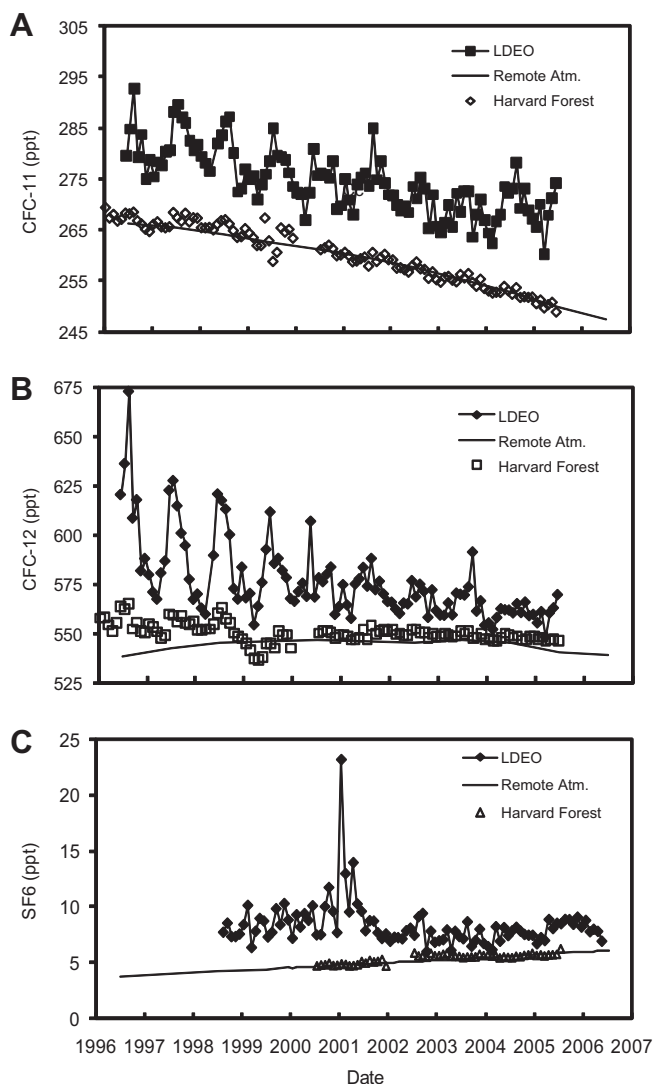 A
305
295
285
275
265
255
245
CFC-11 (ppt)
LDEO
Remote Atm.
Harvard Forest
B
675
650
625
600
575
550
525
CFC-12 (ppt)
LDEO
Remote Atm.
Harvard Forest
C
25
20
15
10
5
0
SF6 (ppt)
LDEO
Remote Atm.
Harvard Forest
1996 1997 1998 1999 2000 2001 2002 2003 2004 2005 2006 2007
Date